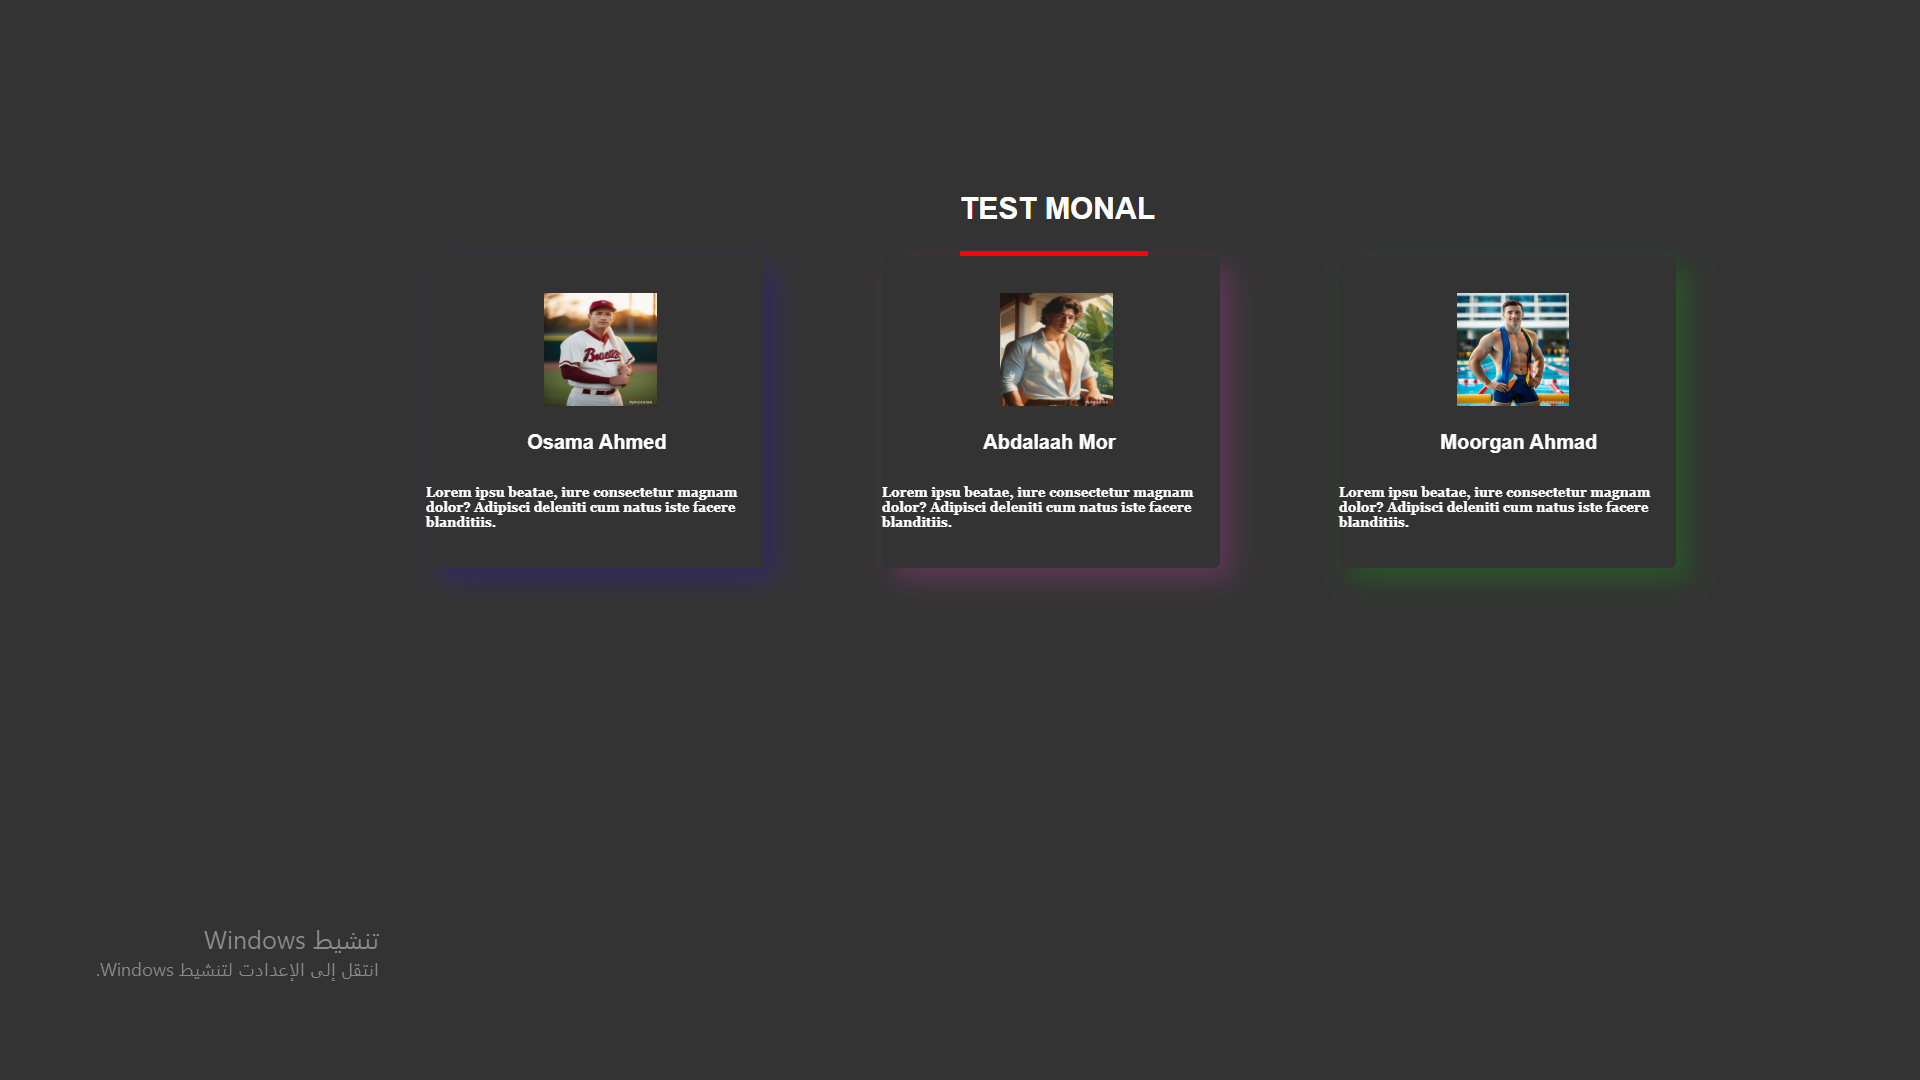 TEST MONAL
Osama Ahmed
Lorem ipsu beatae, iure consectetur magnam
dolor? Adipisci deleniti cum natus iste facere
blanditiis.
Abdalaah Mor
Lorem ipsu beatae, iure consectetur magnam
dolor? Adipisci deleniti cum natus iste facere
blanditiis.
Moorgan Ahmad
Lorem ipsu beatae, iure consectetur magnam
dolor? Adipisci deleniti cum natus iste facere
blanditiis.
تنشيط Windows
انتقل إلى الإعدادت لتنشيط Windows.